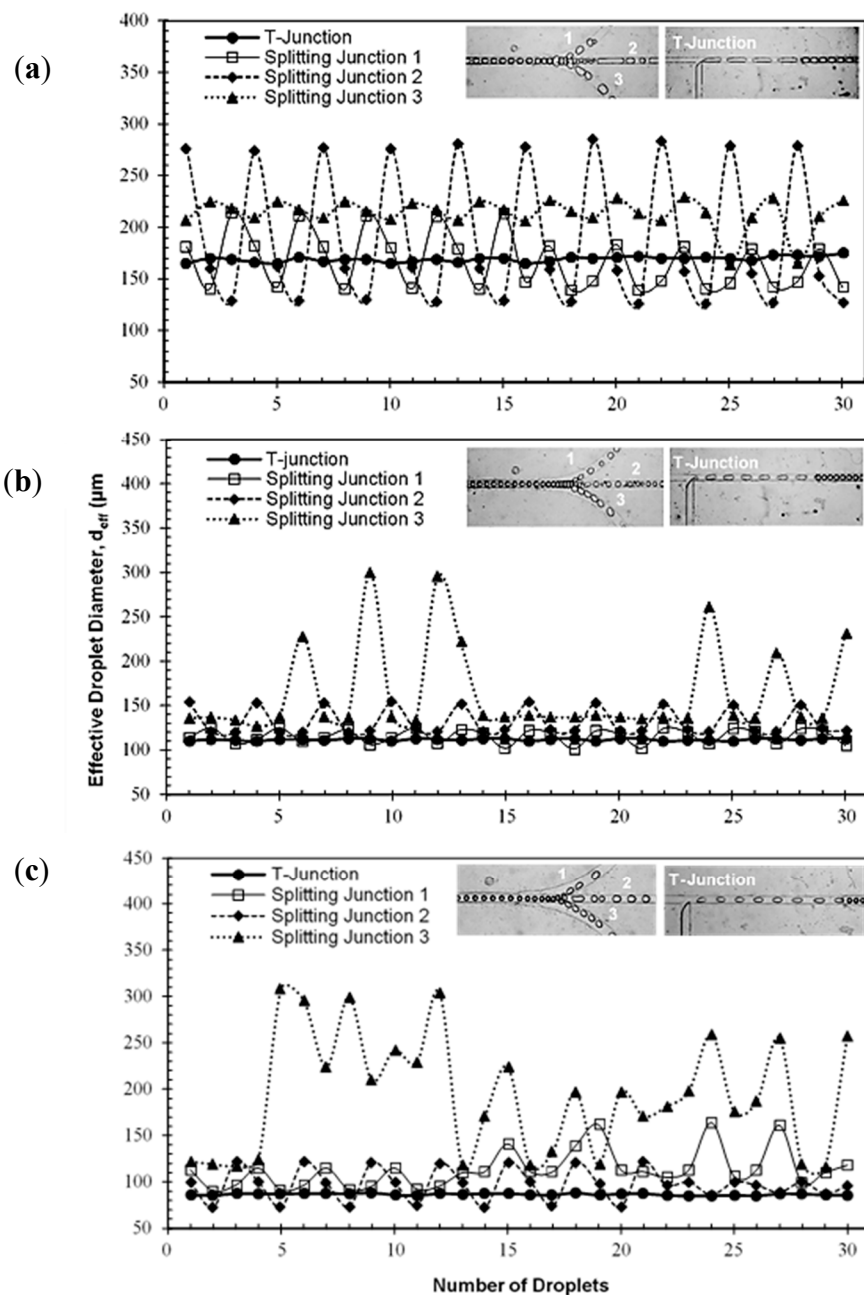 (a)
400
350
300
250
200
150
100
50
0 5 10 15 20 25 30
T-Junction
Splitting Junction 1
Splitting Junction 2
Splitting Junction 3
1
2
3
T-Junction
(b)
450
400
350
300
250
200
150
100
50
0 5 10 15 20 25 30
T-junction
Splitting Junction 1
Splitting Junction 2
Splitting Junction 3
1
2
3
T-Junction
Effective Droplet Diameter, deff (µm
(c)
450
400
350
300
250
200
150
100
50
0 5 10 15 20 25 30
T-Junction
Splitting Junction 1
Splitting Junction 2
Splitting Junction 3
1
2
3
T-Junction
Number of Droplets